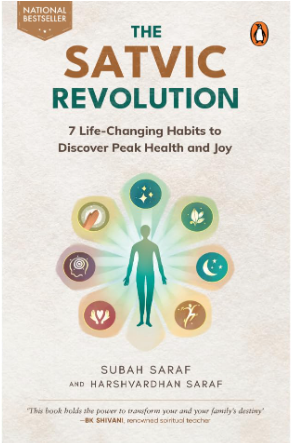 NATIONAL
BESTSELLER
THE
SATVIC
REVOLUTION
7 Life-Changing Habits to
Discover Peak Health and Joy
SUBAH SARAF
AND HARSHVARDHAN SARAF
'This book holds the power to transform your and your family's destiny'
—BK SHIVANI, renowned spiritual teacher